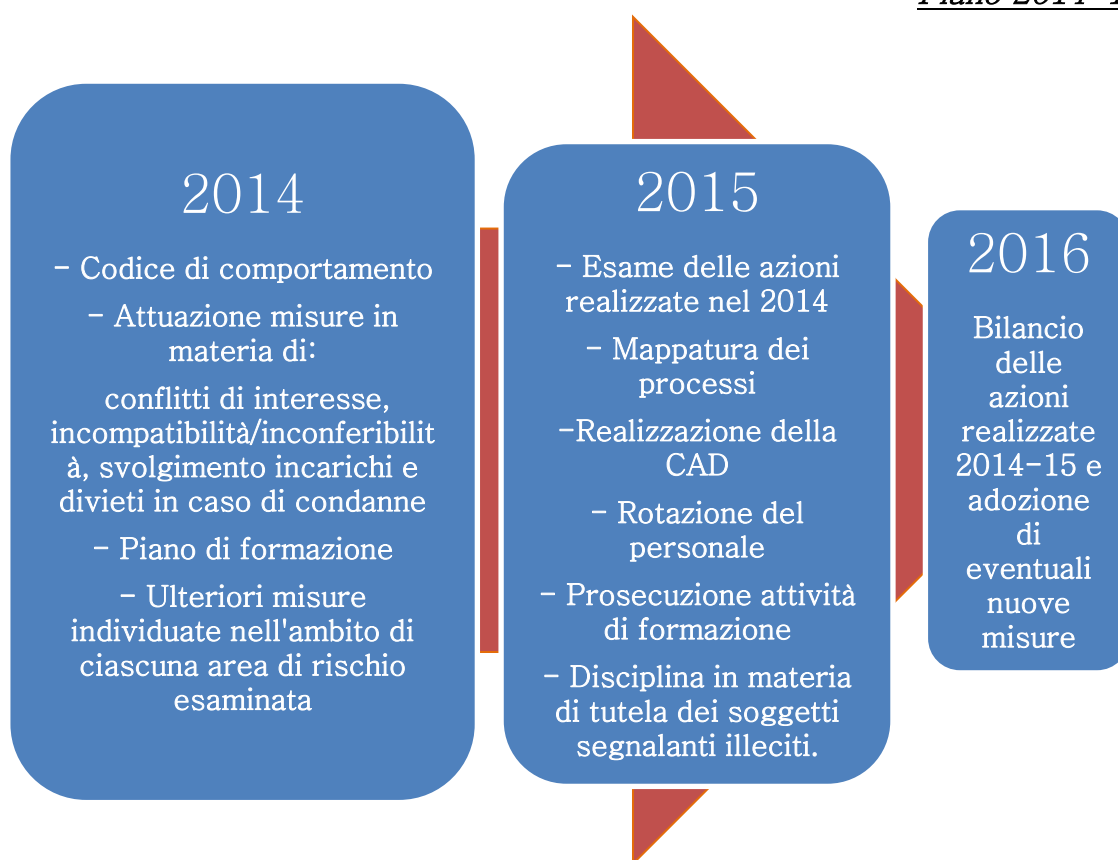 2014
- Codice di comportamento
- Attuazione misure in
materia di:
conflitti di interesse,
incompatibilità/inconferibilit
à, svolgimento incarichi e
divieti in caso di condanne
- Piano di formazione
- Ulteriori misure
individuate nell'ambito di
ciascuna area di rischio
esaminata
2015
- Esame delle azioni
realizzate nel 2014
- Mappatura dei
processi
-Realizzazione della
CAD
- Rotazione del
personale
- Prosecuzione attività
di formazione
- Disciplina in materia
di tutela dei soggetti
segnalanti illeciti.
2016
Bilancio
delle
azioni
realizzate
2014-15 e
adozione
di
eventuali
nuove
misure